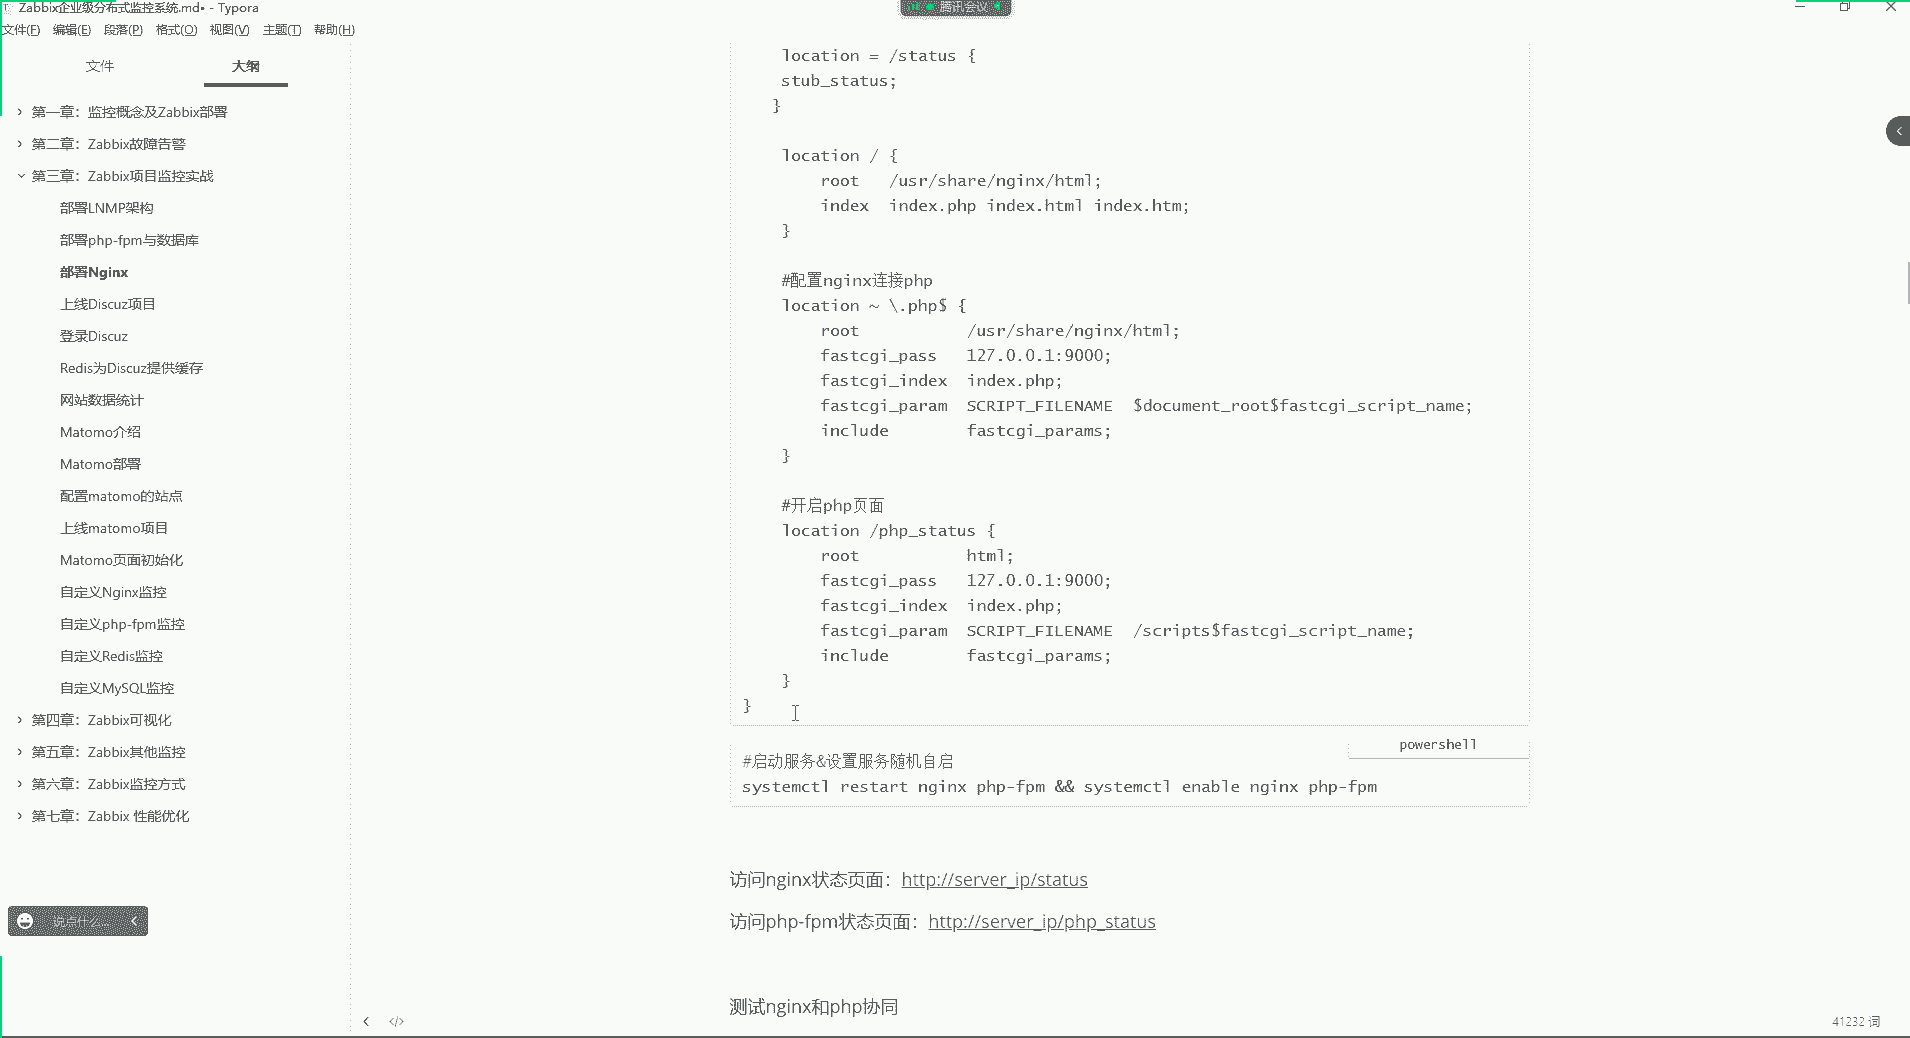 Zabbix企业级分布式监控系统.md• - Typora
腾讯会议
文件(F) 编辑(E) 段落(P) 格式(O) 视图(V) 主题(T) 帮助(H)
文件 大纲
第一章：监控概念及Zabbix部署
第二章：Zabbix故障告警
第三章：Zabbix项目监控实战
部署LNMP架构
部署php-fpm与数据库
部署Nginx
上线Discuz项目
登录Discuz
Redis为Discuz提供缓存
网站数据统计
Matomo介绍
Matomo部署
配置matomo的站点
上线matomo项目
Matomo页面初始化
自定义Nginx监控
自定义php-fpm监控
自定义Redis监控
自定义MySQL监控
第四章：Zabbix可视化
第五章：Zabbix其他监控
第六章：Zabbix监控方式
第七章：Zabbix 性能优化
说点什么...
location = /status {
stub_status;
}
location / {
root /usr/share/nginx/html;
index index.php index.html index.htm;
}
#配置nginx连接php
location ~ \.php$ {
root /usr/share/nginx/html;
fastcgi_pass 127.0.0.1:9000;
fastcgi_index index.php;
fastcgi_param SCRIPT_FILENAME $document_root$fastcgi_script_name;
include fastcgi_params;
}
#开启php页面
location /php_status {
root html;
fastcgi_pass 127.0.0.1:9000;
fastcgi_index index.php;
fastcgi_param SCRIPT_FILENAME /scripts$fastcgi_script_name;
include fastcgi_params;
}
}
powershell
#启动服务&设置服务随机自启
systemctl restart nginx php-fpm && systemctl enable nginx php-fpm
访问nginx状态页面：http://server_ip/status
访问php-fpm状态页面：http://server_ip/php_status
测试nginx和php协同
</> 41232 词